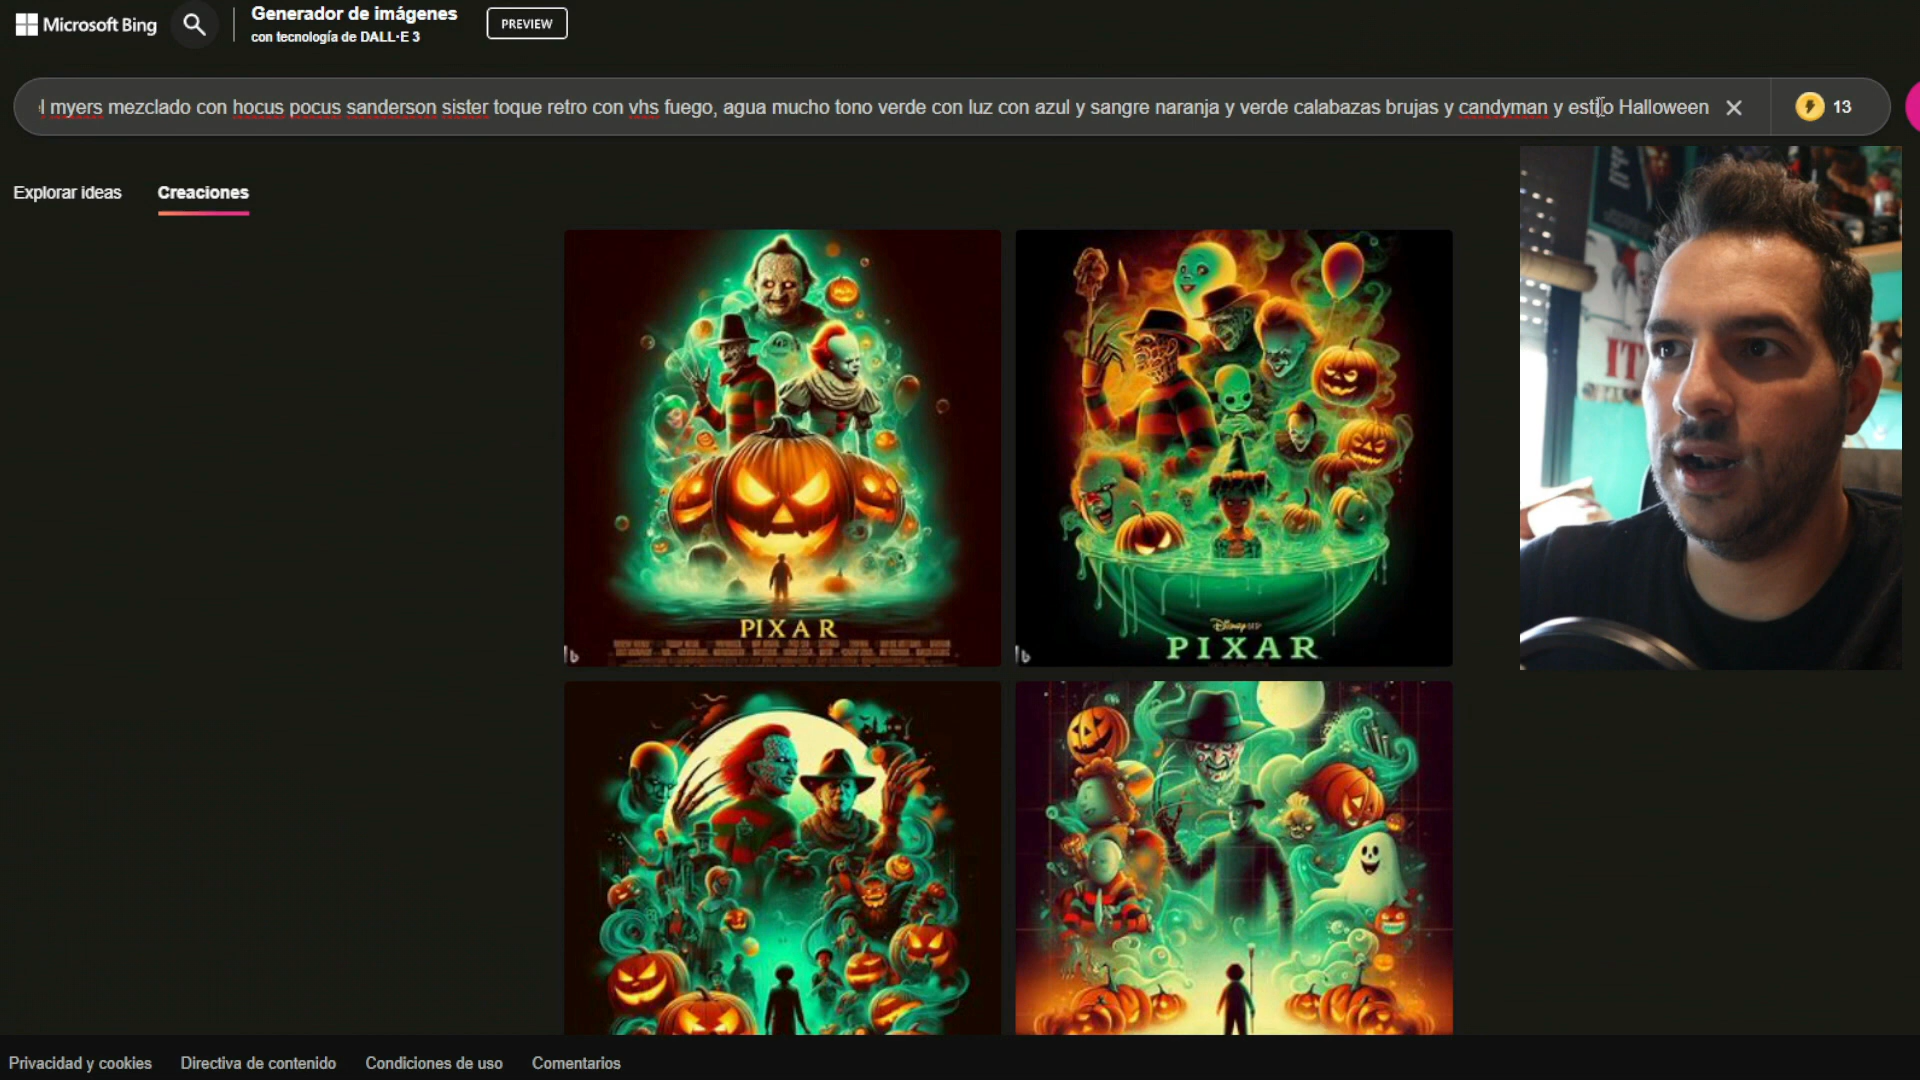 Microsoft Bing
Generador de imágenes
con tecnología de DALL·E 3
PREVIEW
l myers mezclado con hocus pocus sanderson sister toque retro con vhs fuego, agua mucho tono verde con luz con azul y sangre naranja y verde calabazas brujas y candyman y estilo Halloween
13
Explorar ideas
Creaciones
IT
PIXAR
Disney
PIXAR
Privacidad y cookies
Directiva de contenido
Condiciones de uso
Comentarios